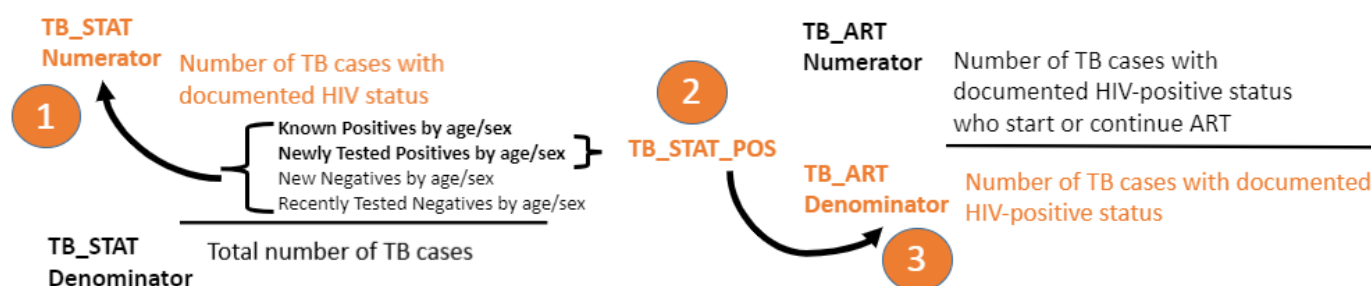 TB_STAT
Numerator
Number of TB cases with
documented HIV status
1
Known Positives by age/sex
Newly Tested Positives by age/sex
New Negatives by age/sex
Recently Tested Negatives by age/sex
TB_STAT
Denominator
Total number of TB cases
2
TB_STAT_POS
TB_ART
Numerator
Number of TB cases with
documented HIV-positive status
who start or continue ART
TB_ART
Denominator
Number of TB cases with documented
HIV-positive status
3